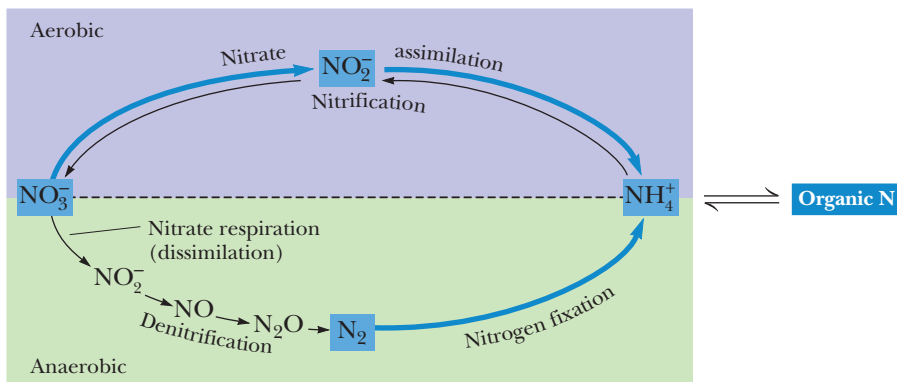 Aerobic
Nitrate
assimilation
NO₂⁻
Nitrification
NO₃⁻
NH₄⁺
Organic N
Nitrate respiration
(dissimilation)
NO₂⁻
NO
N₂O
N₂
Denitrification
Nitrogen fixation
Anaerobic